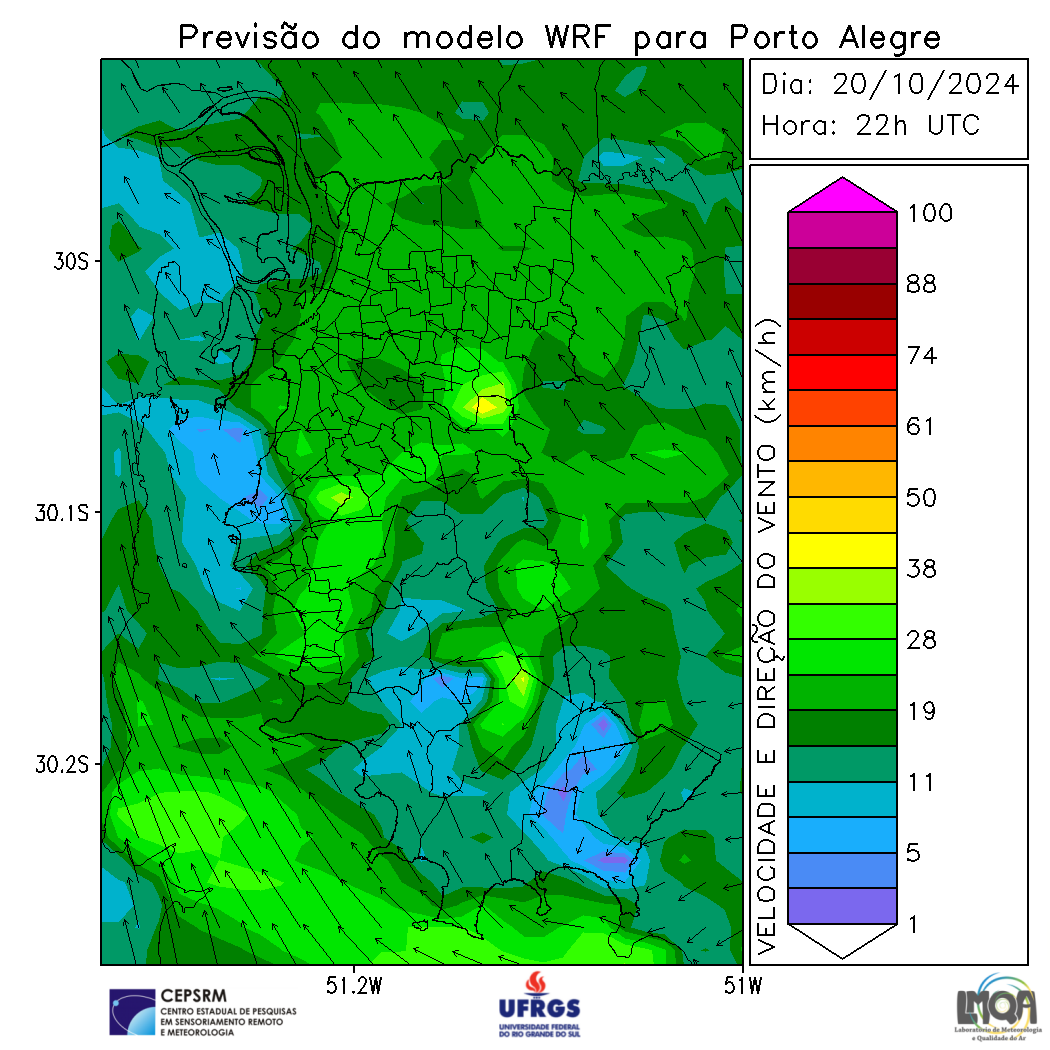 Previsão do modelo WRF para Porto Alegre
Dia: 20/10/2024
Hora: 22h UTC
30S
30.1S
30.2S
51.2W
51W
VELOCIDADE E DIREÇÃO DO VENTO (km/h)
100
88
74
61
50
38
28
19
11
5
1
CEPSRM
CENTRO ESTADUAL DE PESQUISAS
EM SENSORIAMENTO REMOTO
E METEOROLOGIA
UFRGS
UNIVERSIDADE FEDERAL
DO RIO GRANDE DO SUL
LMQA
Laboratório de Meteorologia
e Qualidade do Ar